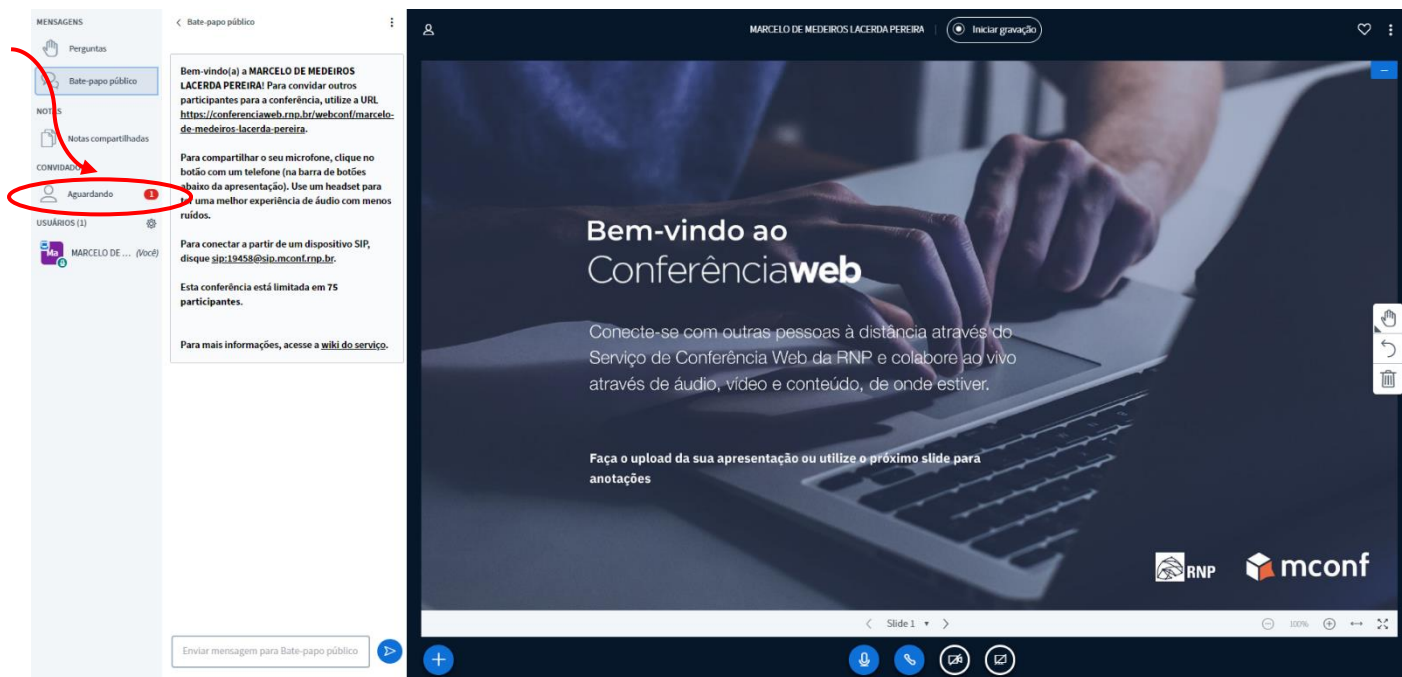 MENSAGENS
Perguntas
Bate-papo público
NOTAS
Notas compartilhadas
CONVIDADO
Aguardando 1
USUÁRIOS (1)
Ma MARCELO DE ... (Você)
Bate-papo público
Bem-vindo(a) a MARCELO DE MEDEIROS
LACERDA PEREIRA! Para convidar outros
participantes para a conferência, utilize a URL
https://conferenciaweb.rnp.br/webconf/marcelo-
de-medeiros-lacerda-pereira.
Para compartilhar o seu microfone, clique no
botão com um telefone (na barra de botões
abaixo da apresentação). Use um headset para
ter uma melhor experiência de áudio com menos
ruídos.
Para conectar a partir de um dispositivo SIP,
disque sip:19458@sip.mconf.rnp.br.
Esta conferência está limitada em 75
participantes.
Para mais informações, acesse a wiki do serviço.
Enviar mensagem para Bate-papo público
MARCELO DE MEDEIROS LACERDA PEREIRA | Iniciar gravação
Bem-vindo ao
Conferênciaweb
Conecte-se com outras pessoas à distância através do
Serviço de Conferência Web da RNP e colabore ao vivo
através de áudio, vídeo e conteúdo, de onde estiver.
Faça o upload da sua apresentação ou utilize o próximo slide para
anotações
RNP mconf
Slide 1
100%